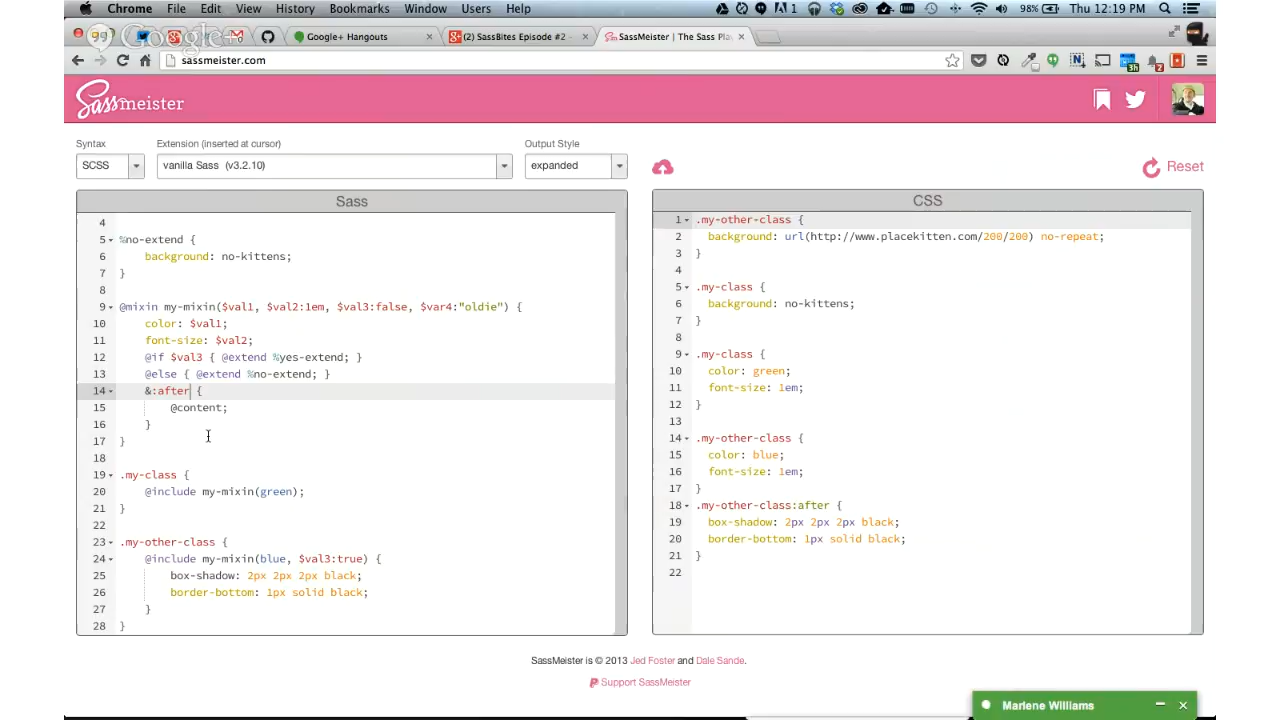 Chrome File Edit View History Bookmarks Window Users Help
1 98% Thu 12:19 PM
Google+
Google+ Hangouts
(2) SassBites Episode #2 -
SassMeister | The Sass Pla
sassmeister.com
Sassmeister
Syntax
Extension (inserted at cursor)
Output Style
SCSS
vanilla Sass (v3.2.10)
expanded
Reset
Sass
4
5 %no-extend {
6 background: no-kittens;
7 }
8
9 @mixin my-mixin($val1, $val2:1em, $val3:false, $var4:"oldie") {
10 color: $val1;
11 font-size: $val2;
12 @if $val3 { @extend %yes-extend; }
13 @else { @extend %no-extend; }
14 &:after {
15 @content;
16 }
17 }
18
19 .my-class {
20 @include my-mixin(green);
21 }
22
23 .my-other-class {
24 @include my-mixin(blue, $val3:true) {
25 box-shadow: 2px 2px 2px black;
26 border-bottom: 1px solid black;
27 }
28 }
CSS
1 .my-other-class {
2 background: url(http://www.placekitten.com/200/200) no-repeat;
3 }
4
5 .my-class {
6 background: no-kittens;
7 }
8
9 .my-class {
10 color: green;
11 font-size: 1em;
12 }
13
14 .my-other-class {
15 color: blue;
16 font-size: 1em;
17 }
18 .my-other-class:after {
19 box-shadow: 2px 2px 2px black;
20 border-bottom: 1px solid black;
21 }
22
SassMeister is © 2013 Jed Foster and Dale Sande.
Support SassMeister
Marlene Williams